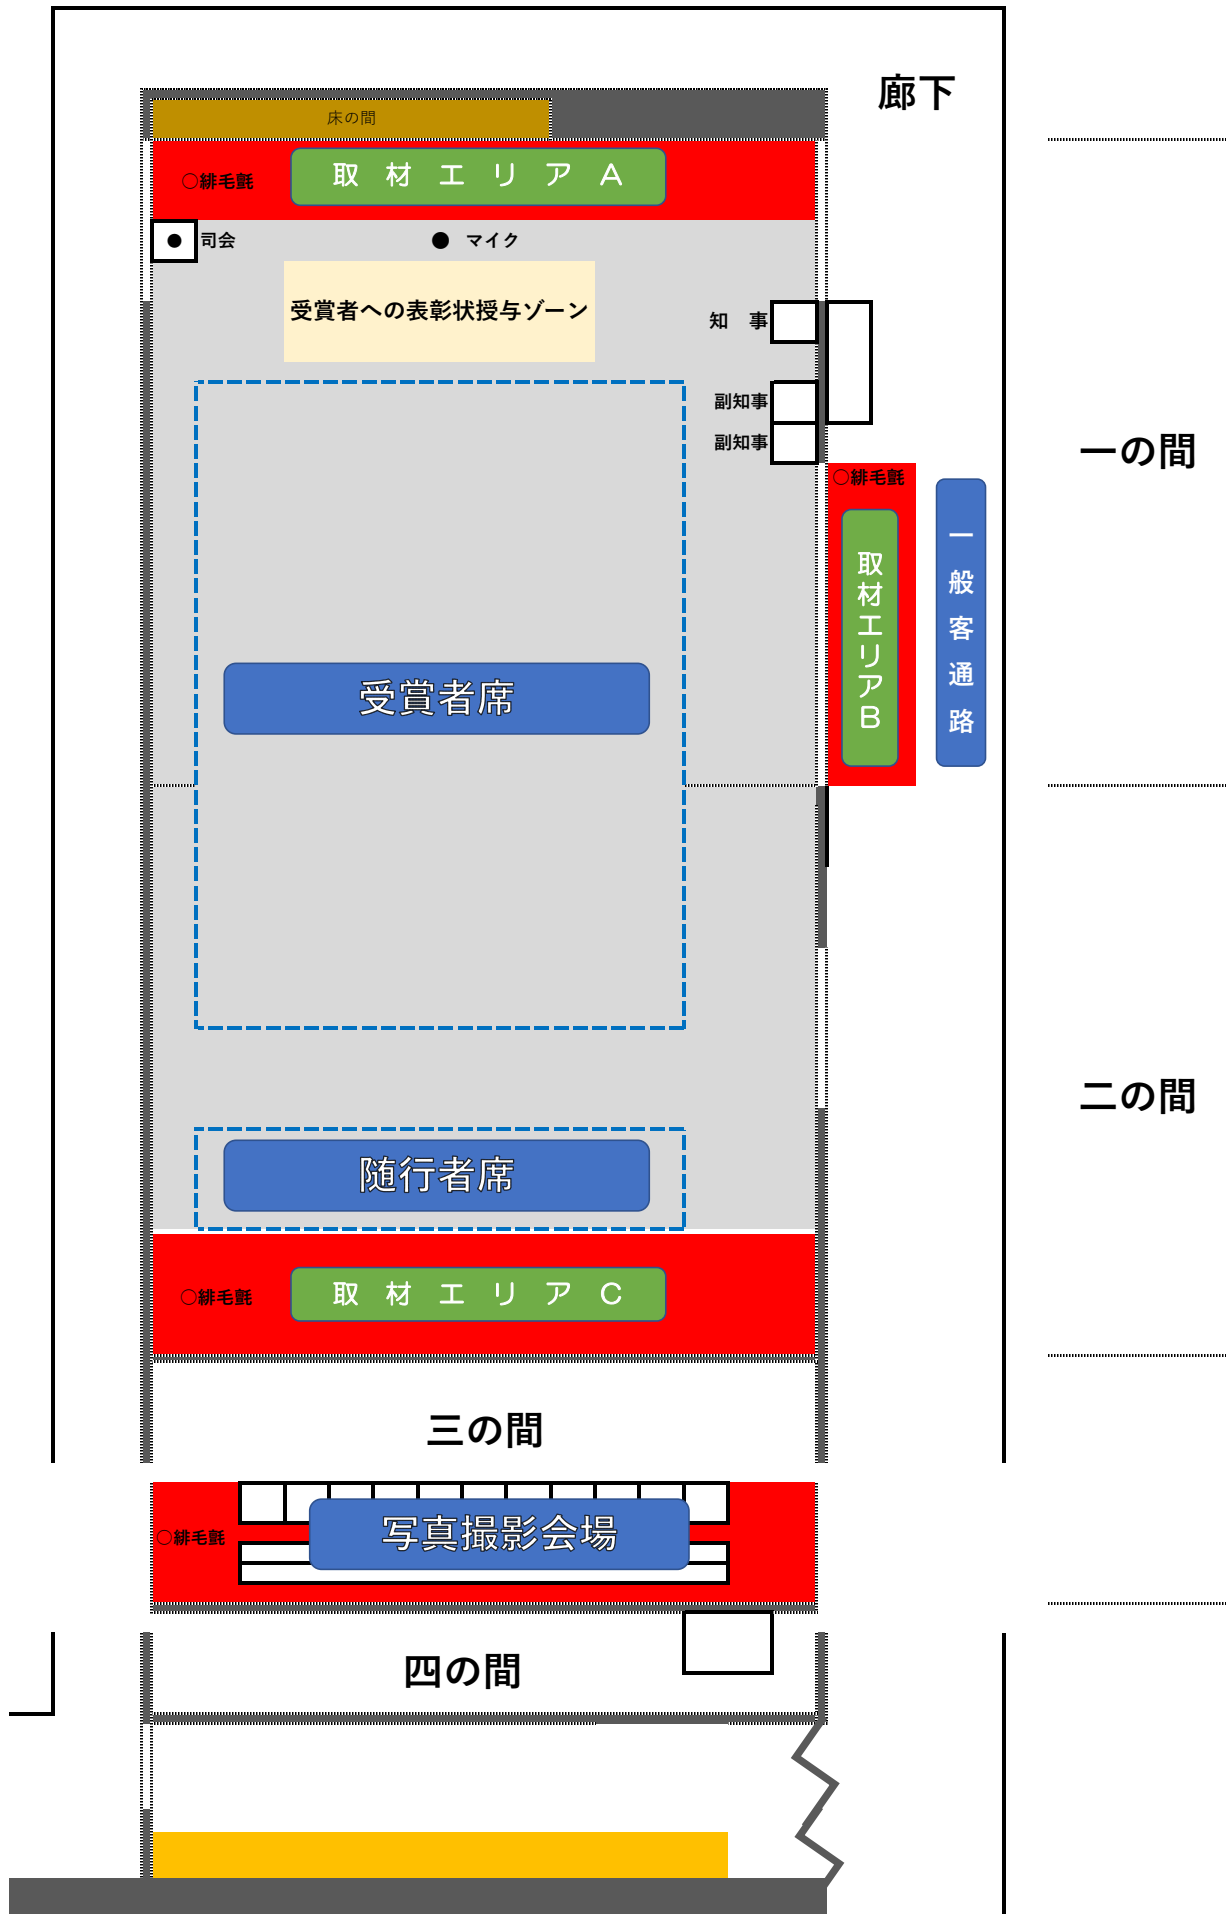 廊下
床の間
○緋毛氈
取材エリアA
司会
● マイク
受賞者への表彰状授与ゾーン
知　事
副知事
副知事
一の間
○緋毛氈
取材エリアB
一般客通路
受賞者席
二の間
随行者席
○緋毛氈
取材エリアC
三の間
○緋毛氈
写真撮影会場
四の間